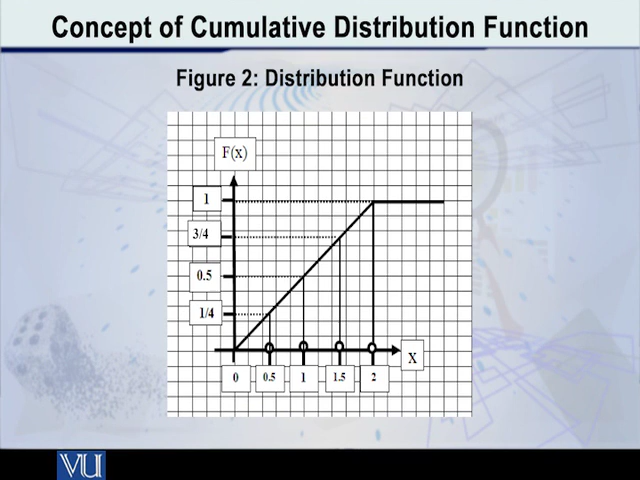 Concept of Cumulative Distribution Function
Figure 2: Distribution Function
F(x)
1
3/4
0.5
1/4
X
0 0.5 1 1.5 2
VU